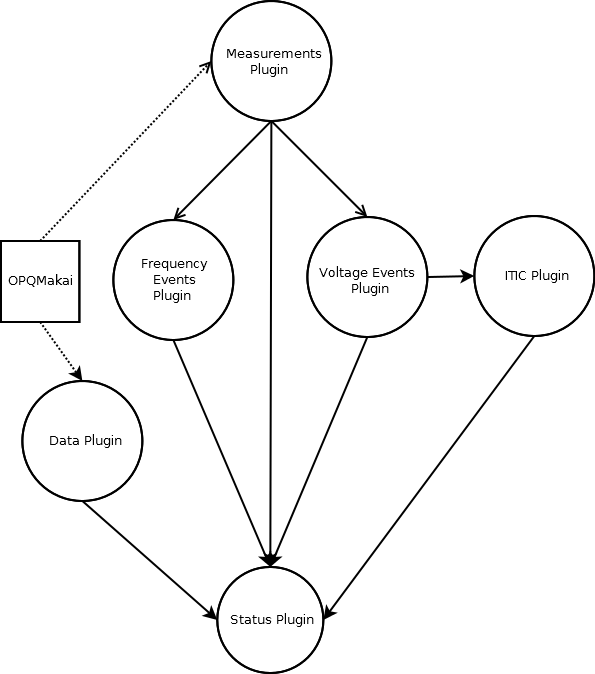 Measurements
Plugin
OPQMakai
Frequency
Events
Plugin
Voltage Events
Plugin
ITIC Plugin
Data Plugin
Status Plugin